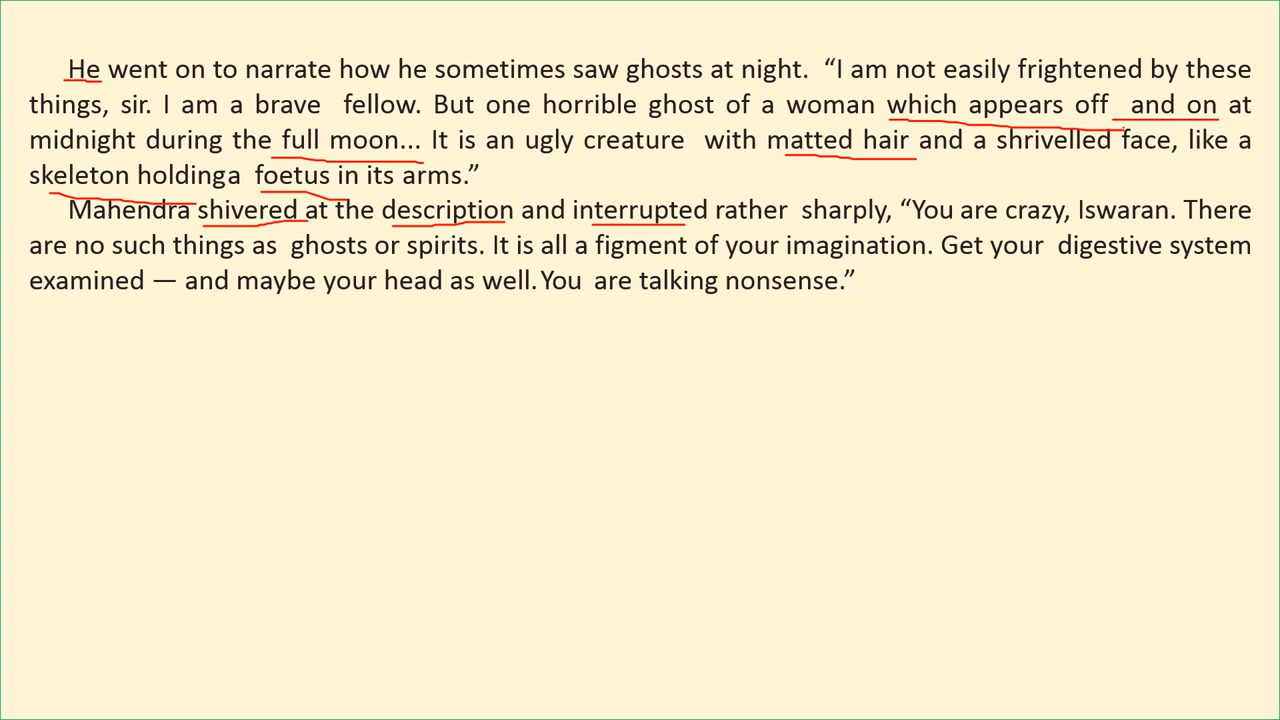 He went on to narrate how he sometimes saw ghosts at night. “I am not easily frightened by these
things, sir. I am a brave fellow. But one horrible ghost of a woman which appears off and on at
midnight during the full moon... It is an ugly creature with matted hair and a shrivelled face, like a
skeleton holdinga foetus in its arms.”
Mahendra shivered at the description and interrupted rather sharply, “You are crazy, Iswaran. There
are no such things as ghosts or spirits. It is all a figment of your imagination. Get your digestive system
examined — and maybe your head as well. You are talking nonsense.”